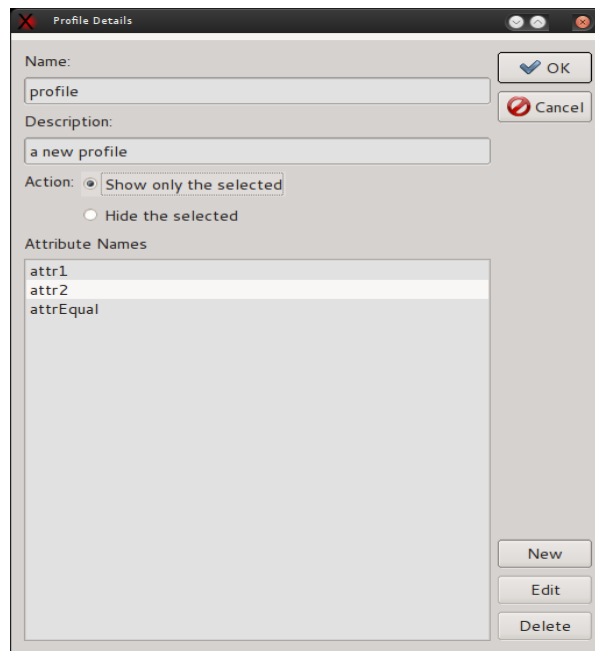 Profile Details
Name:
OK
profile
Cancel
Description:
a new profile
Action:
Show only the selected
Hide the selected
Attribute Names
attr1
attr2
attrEqual
New
Edit
Delete